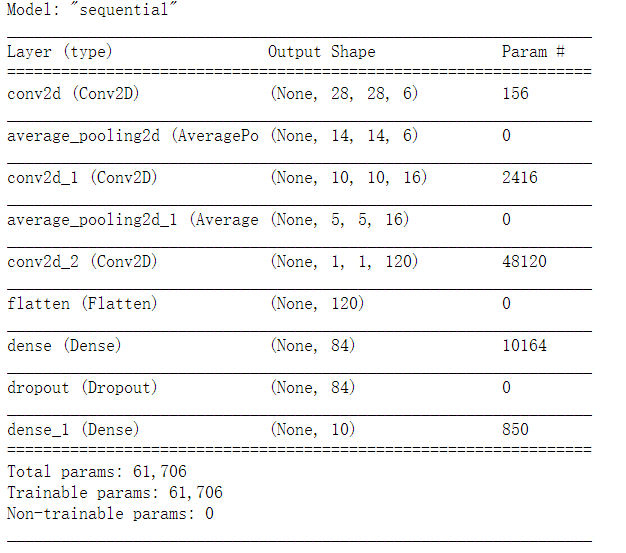 Model: "sequential"
Layer (type) Output Shape Param #
conv2d (Conv2D) (None, 28, 28, 6) 156
average_pooling2d (AveragePo (None, 14, 14, 6) 0
conv2d_1 (Conv2D) (None, 10, 10, 16) 2416
average_pooling2d_1 (Average (None, 5, 5, 16) 0
conv2d_2 (Conv2D) (None, 1, 1, 120) 48120
flatten (Flatten) (None, 120) 0
dense (Dense) (None, 84) 10164
dropout (Dropout) (None, 84) 0
dense_1 (Dense) (None, 10) 850
Total params: 61,706
Trainable params: 61,706
Non-trainable params: 0